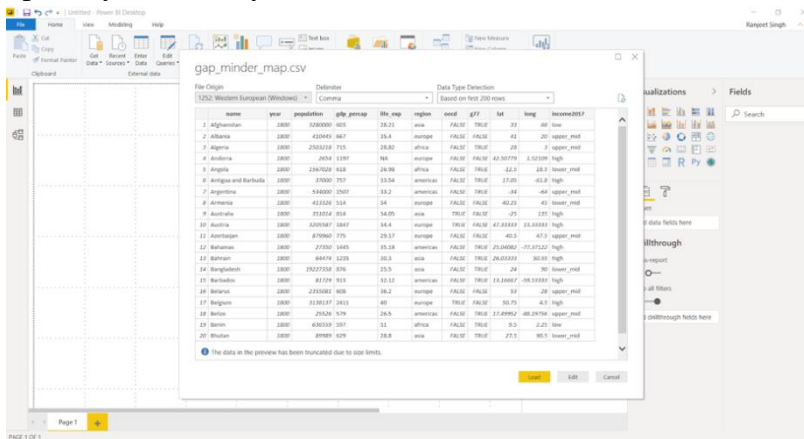 Untitled - Power BI Desktop
Ranjeet Singh
File Home View Modeling Help
Paste
Cut
Copy
Format Painter
Get Data
Recent Sources
Enter Data
Edit Queries
Text box
New Measure
Clipboard External data
gap_minder_map.csv
File Origin Delimiter Data Type Detection
1252: Western European (Windows) Comma Based on first 200 rows
name year population gdp_percap life_exp region oecd g77 lat long income2017
1 Afghanistan 1800 3280000 603 28.21 asia FALSE TRUE 33 66 low
2 Albania 1800 410445 667 35.4 europe FALSE FALSE 41 20 upper_mid
3 Algeria 1800 2503218 715 28.82 africa FALSE TRUE 28 3 upper_mid
4 Andorra 1800 2654 1197 NA europe FALSE FALSE 42.50779 1.52109 high
5 Angola 1800 1567028 618 26.98 africa FALSE TRUE -12.5 18.5 lower_mid
6 Antigua and Barbuda 1800 37000 757 33.54 americas FALSE TRUE 17.05 -61.8 high
7 Argentina 1800 534000 1507 33.2 americas FALSE TRUE -34 -64 upper_mid
8 Armenia 1800 413326 514 34 europe FALSE FALSE 40.25 45 lower_mid
9 Australia 1800 351014 814 34.05 asia TRUE FALSE -25 135 high
10 Austria 1800 3205587 1847 34.4 europe TRUE FALSE 47.33333 13.33333 high
11 Azerbaijan 1800 879960 775 29.17 europe FALSE FALSE 40.5 47.5 upper_mid
12 Bahamas 1800 27350 1445 35.18 americas FALSE TRUE 25.04082 -77.37122 high
13 Bahrain 1800 64474 1235 30.3 asia FALSE TRUE 26.03333 50.55 high
14 Bangladesh 1800 19227358 876 25.5 asia FALSE TRUE 24 90 lower_mid
15 Barbados 1800 81729 913 32.12 americas FALSE TRUE 13.16667 -59.53333 high
16 Belarus 1800 2355081 608 36.2 europe FALSE FALSE 53 28 upper_mid
17 Belgium 1800 3138137 2411 40 europe TRUE FALSE 50.75 4.5 high
18 Belize 1800 25526 579 26.5 americas FALSE TRUE 17.49952 -88.19756 upper_mid
19 Benin 1800 636559 597 31 africa FALSE TRUE 9.5 2.25 low
20 Bhutan 1800 89989 629 28.8 asia FALSE TRUE 27.5 90.5 lower_mid
The data in the preview has been truncated due to size limits.
Load Edit Cancel
ualizations Fields
Search
R Py
d data fields here
illthrough
s-report
all filters
d drillthrough fields here
Page 1
PAGE 1 OF 1